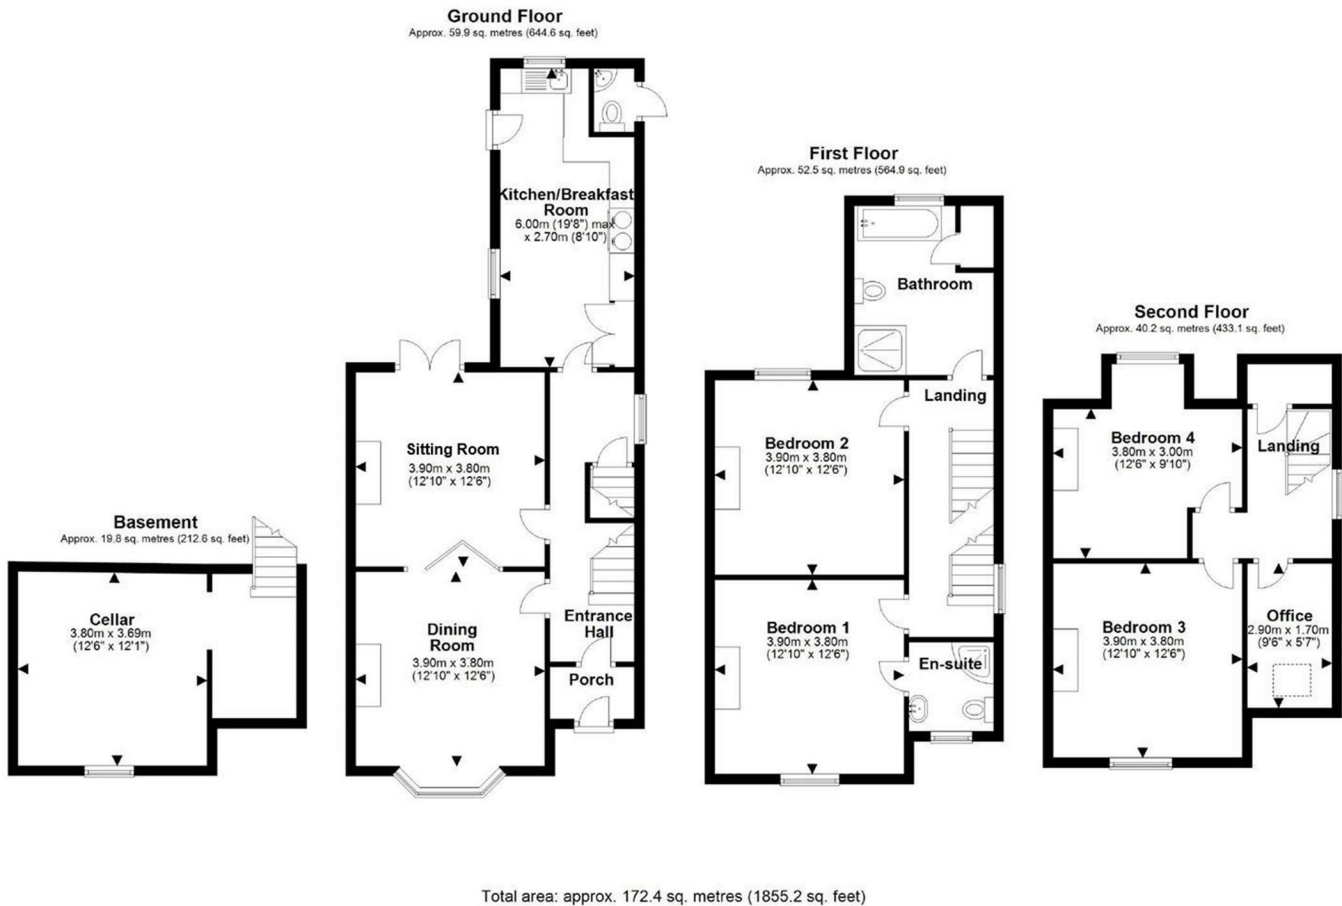 Ground Floor
Approx. 59.9 sq. metres (644.6 sq. feet)
Kitchen/Breakfast
Room
6.00m (19'8") max
x 2.70m (8'10")
Sitting Room
3.90m x 3.80m
(12'10" x 12'6")
Dining
Room
3.90m x 3.80m
(12'10" x 12'6")
Entrance
Hall
Porch
Basement
Approx. 19.8 sq. metres (212.6 sq. feet)
Cellar
3.80m x 3.69m
(12'6" x 12'1")
First Floor
Approx. 52.5 sq. metres (564.9 sq. feet)
Bathroom
Landing
Bedroom 2
3.90m x 3.80m
(12'10" x 12'6")
Bedroom 1
3.90m x 3.80m
(12'10" x 12'6")
En-suite
Second Floor
Approx. 40.2 sq. metres (433.1 sq. feet)
Bedroom 4
3.80m x 3.00m
(12'6" x 9'10")
Landing
Bedroom 3
3.90m x 3.80m
(12'10" x 12'6")
Office
2.90m x 1.70m
(9'6" x 5'7")
Total area: approx. 172.4 sq. metres (1855.2 sq. feet)